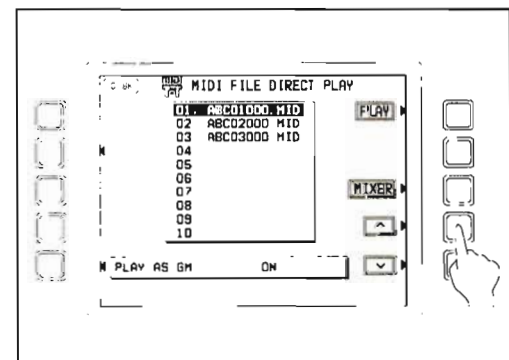 MIDI FILE DIRECT PLAY
01. ABC01000.MID
02 ABC02000 MID
03 ABC03000 MID
04
05
06
07
08
09
10
PLAY
MIXER
PLAY AS GM ON